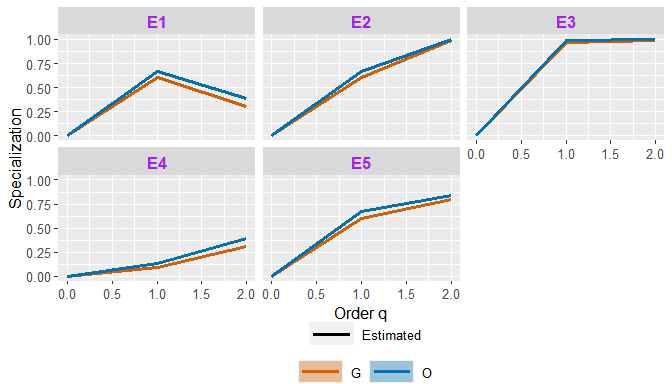 E1 E2 E3
1.00
0.75
0.50
0.25
0.00
0.0 0.5 1.0 1.5 2.0
Specialization
E4 E5
1.00
0.75
0.50
0.25
0.00
0.0 0.5 1.0 1.5 2.0 0.0 0.5 1.0 1.5 2.0
Order q
Estimated
G O